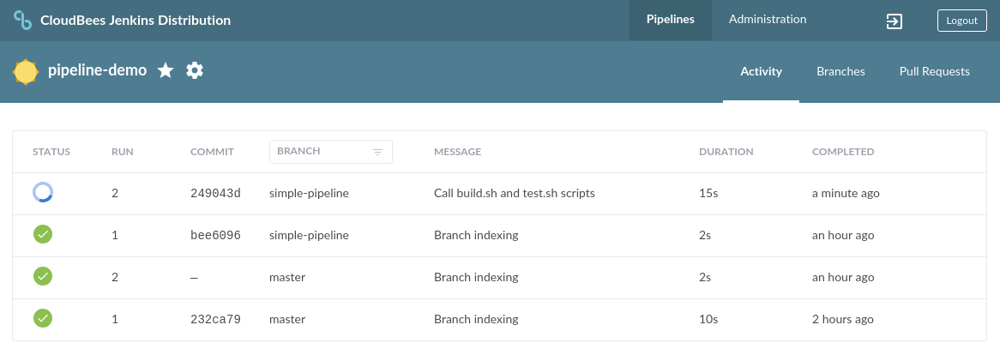 CloudBees Jenkins Distribution Pipelines Administration Logout
pipeline-demo Activity Branches Pull Requests
STATUS RUN COMMIT BRANCH MESSAGE DURATION COMPLETED
2 249043d simple-pipeline Call build.sh and test.sh scripts 15s a minute ago
1 bee6096 simple-pipeline Branch indexing 2s an hour ago
2 — master Branch indexing 2s an hour ago
1 232ca79 master Branch indexing 10s 2 hours ago